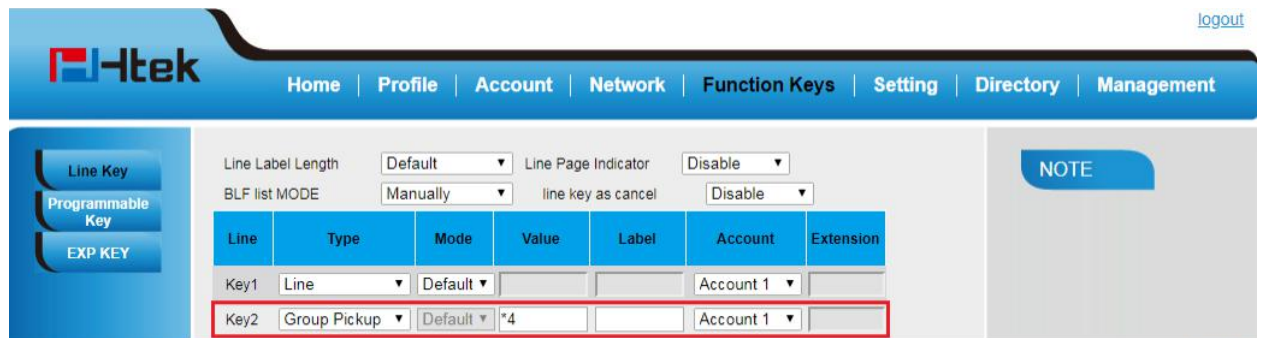 logout
Htek
Home | Profile | Account | Network | Function Keys | Setting | Directory | Management
Line Key
Programmable Key
EXP KEY
Line Label Length Default Line Page Indicator Disable
BLF list MODE Manually line key as cancel Disable
Line Type Mode Value Label Account Extension
Key1 Line Default Account 1
Key2 Group Pickup Default *4 Account 1
NOTE